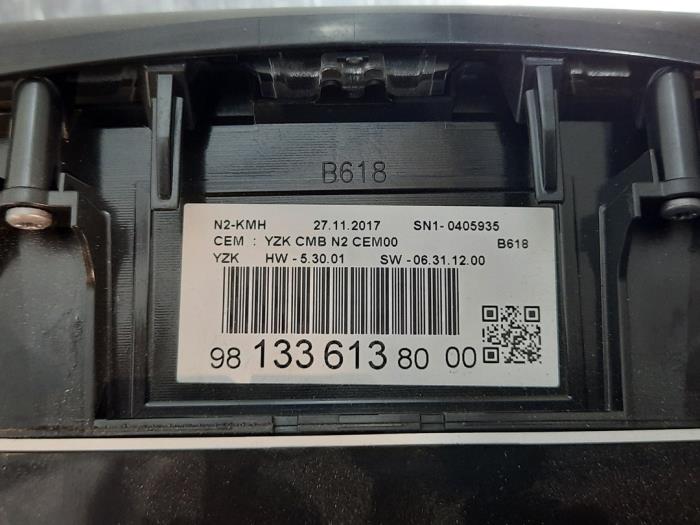 B618
N2-KMH 27.11.2017 SN1- 0405935
CEM : YZK CMB N2 CEM00 B618
YZK HW - 5.30.01 SW - 06.31.12.00
98 133 613 80 00